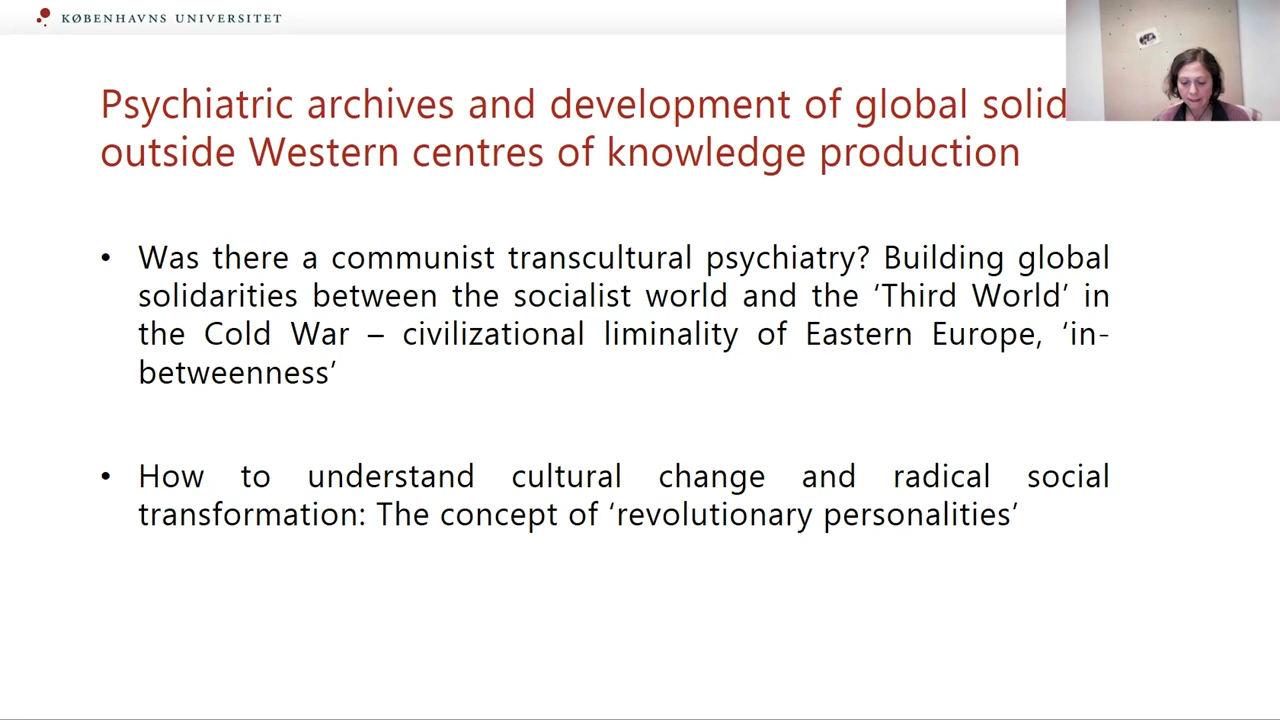 KØBENHAVNS UNIVERSITET
Psychiatric archives and development of global
outside Western centres of knowledge production
• Was there a communist transcultural psychiatry? Building global
solidarities between the socialist world and the ‘Third World’ in
the Cold War – civilizational liminality of Eastern Europe, ‘in-
betweenness’
• How to understand cultural change and radical social
transformation: The concept of ‘revolutionary personalities’